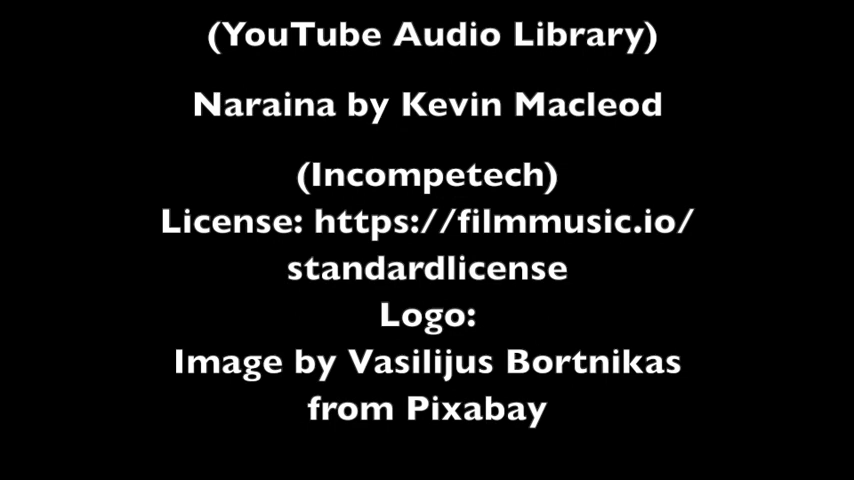 (YouTube Audio Library)
Naraina by Kevin Macleod
(Incompetech)
License: https://filmmusic.io/
standardlicense
Logo:
Image by Vasilijus Bortnikas
from Pixabay